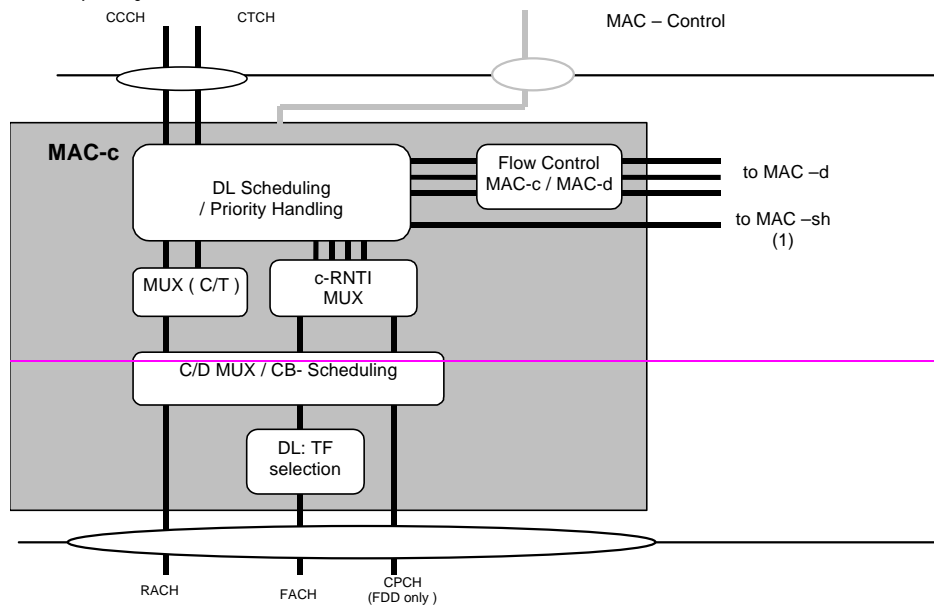 CCCH
CTCH
MAC – Control
MAC-c
DL Scheduling
/ Priority Handling
Flow Control
MAC-c / MAC-d
to MAC –d
to MAC –sh
(1)
MUX ( C/T )
c-RNTI
MUX
C/D MUX / CB- Scheduling
DL: TF
selection
RACH
FACH
CPCH
(FDD only )